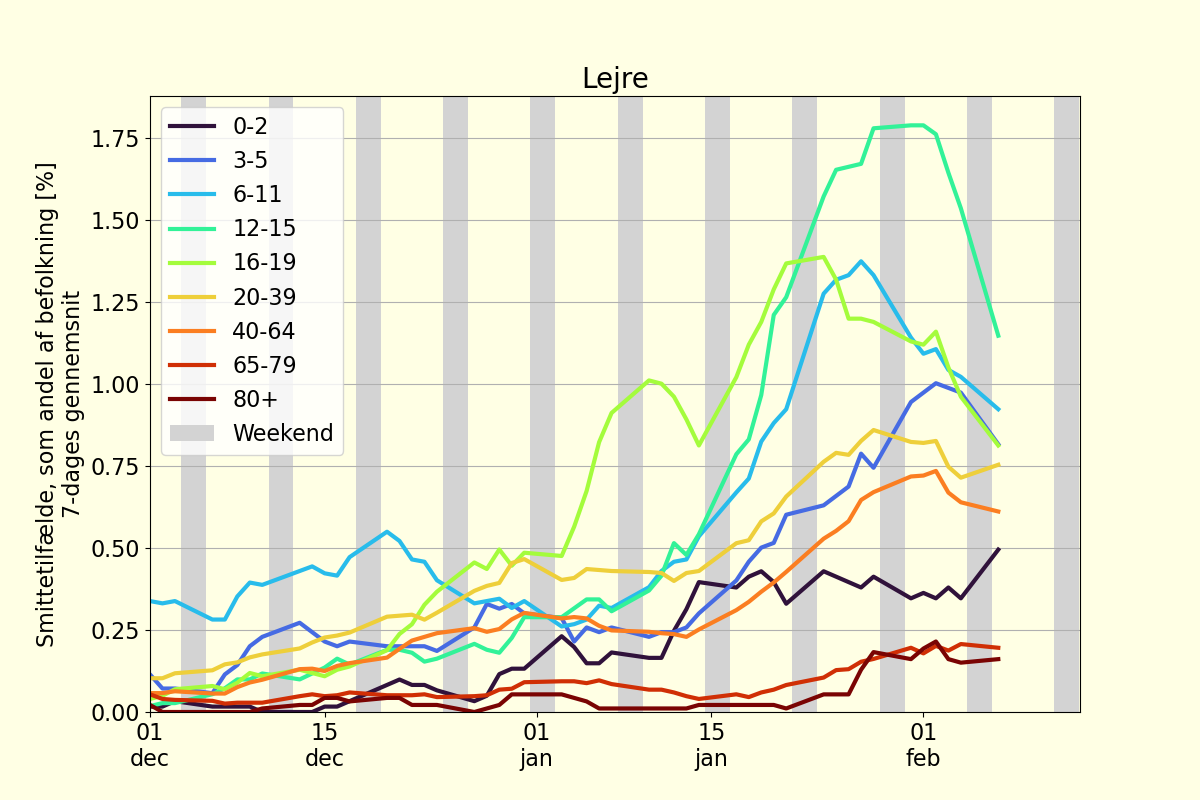 Lejre
Smittetilfælde, som andel af befolkning [%]
7-dages gennemsnit
1.75
1.50
1.25
1.00
0.75
0.50
0.25
0.00
0-2
3-5
6-11
12-15
16-19
20-39
40-64
65-79
80+
Weekend
01
dec
15
dec
01
jan
15
jan
01
feb